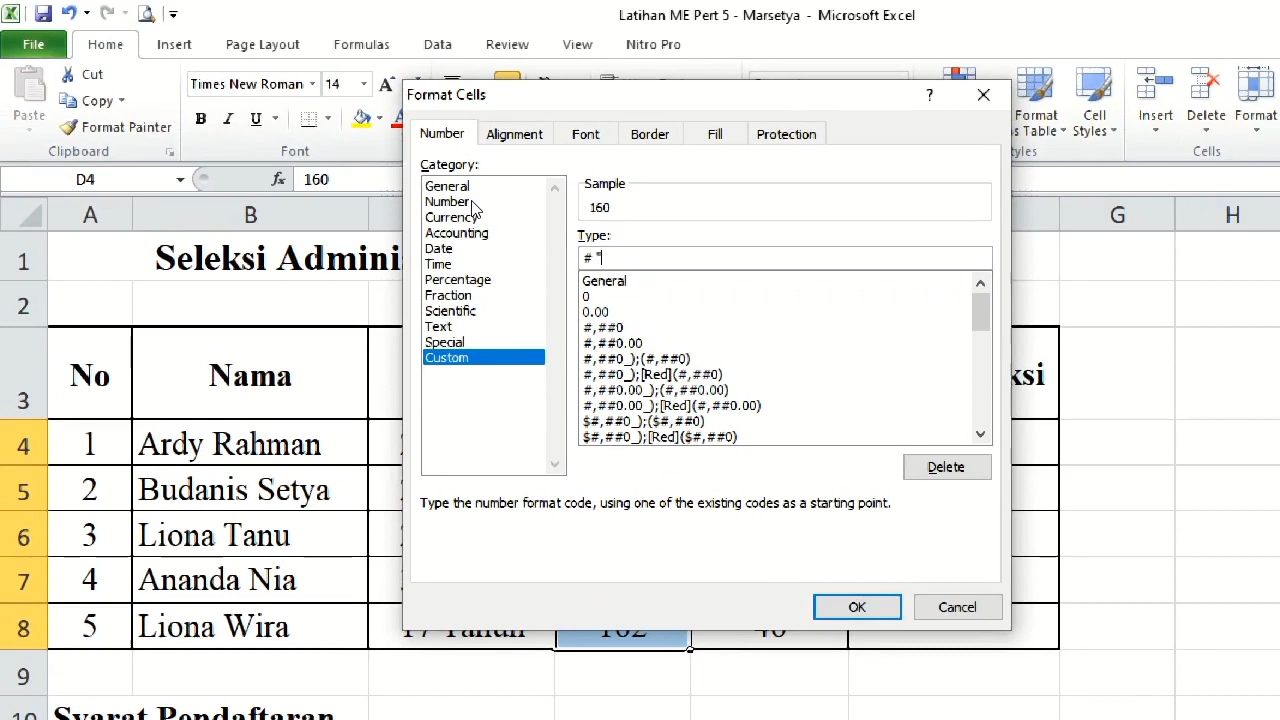 Latihan ME Pert 5 - Marsetya - Microsoft Excel
File Home Insert Page Layout Formulas Data Review View Nitro Pro
Paste Cut Copy Format Painter Clipboard
Times New Roman 14 A
B I U
Font
Format as Table Cell Styles Insert Delete Format Cells
D4 fx 160
A B G H
1 Seleksi Adminis
2
3 No Nama
4 1 Ardy Rahman
5 2 Budanis Setya
6 3 Liona Tanu
7 4 Ananda Nia
8 5 Liona Wira 17 Tahun 162
9
10 Syarat Pendaftaran
Format Cells ?
Number Alignment Font Border Fill Protection
Category:
General
Number
Currency
Accounting
Date
Time
Percentage
Fraction
Scientific
Text
Special
Custom
Sample
160
Type:
# "
General
0
0.00
#,##0
#,##0.00
#,##0_);(#,##0)
#,##0_);[Red](#,##0)
#,##0.00_);(#,##0.00)
#,##0.00_);[Red](#,##0.00)
$#,##0_);($#,##0)
$#,##0_);[Red]($#,##0)
Delete
Type the number format code, using one of the existing codes as a starting point.
OK Cancel